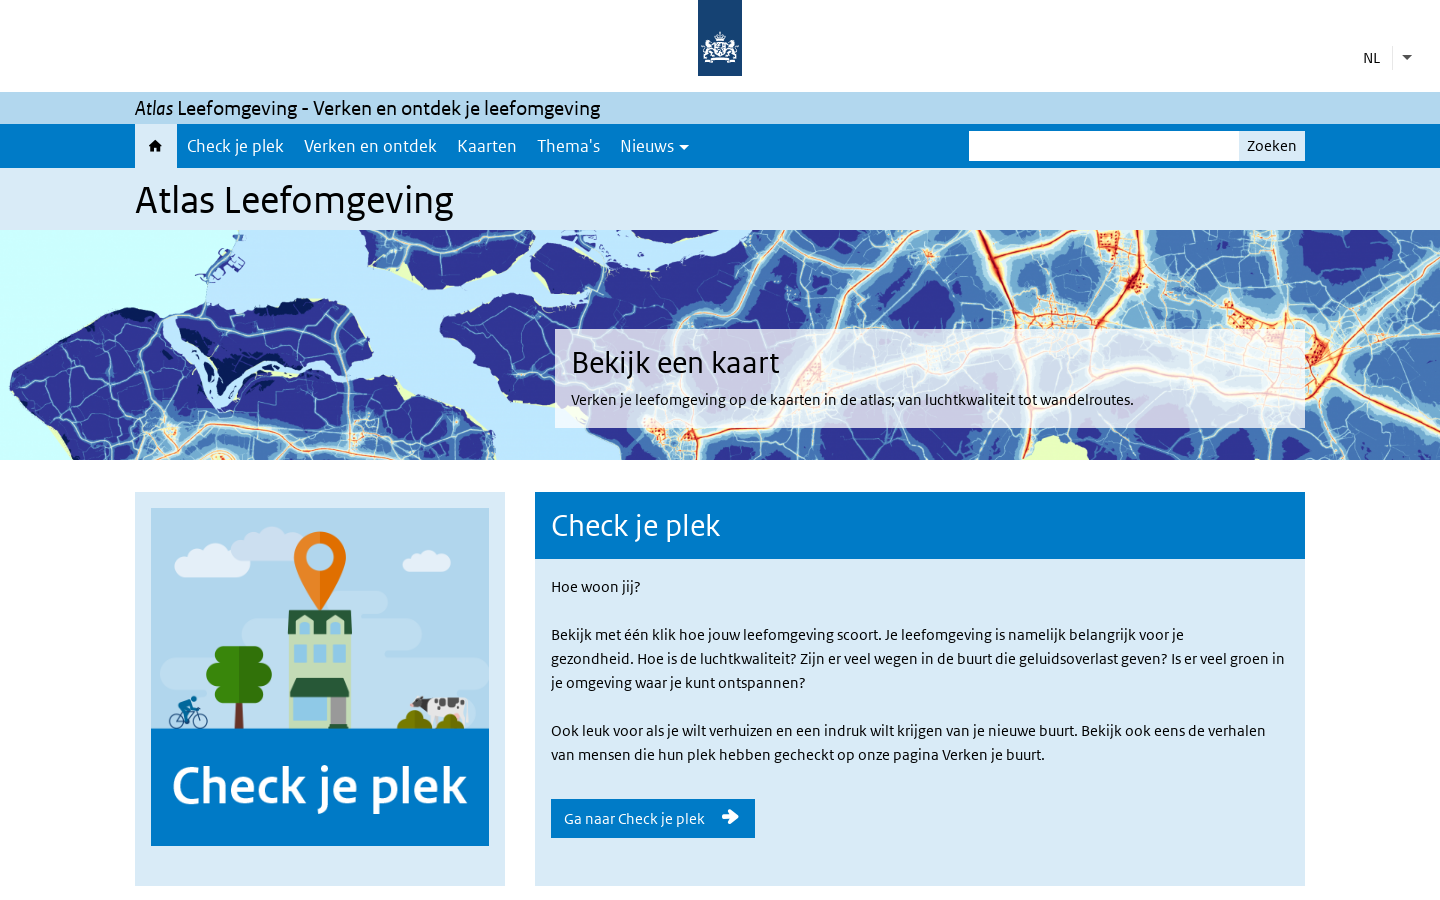 NL
Atlas Leefomgeving - Verken en ontdek je leefomgeving
Check je plek
Verken en ontdek
Kaarten
Thema's
Nieuws
Zoeken
Atlas Leefomgeving
Bekijk een kaart
Verken je leefomgeving op de kaarten in de atlas; van luchtkwaliteit tot wandelroutes.
Check je plek
Check je plek
Hoe woon jij?
Bekijk met één klik hoe jouw leefomgeving scoort. Je leefomgeving is namelijk belangrijk voor je
gezondheid. Hoe is de luchtkwaliteit? Zijn er veel wegen in de buurt die geluidsoverlast geven? Is er veel groen in
je omgeving waar je kunt ontspannen?
Ook leuk voor als je wilt verhuizen en een indruk wilt krijgen van je nieuwe buurt. Bekijk ook eens de verhalen
van mensen die hun plek hebben gecheckt op onze pagina Verken je buurt.
Ga naar Check je plek